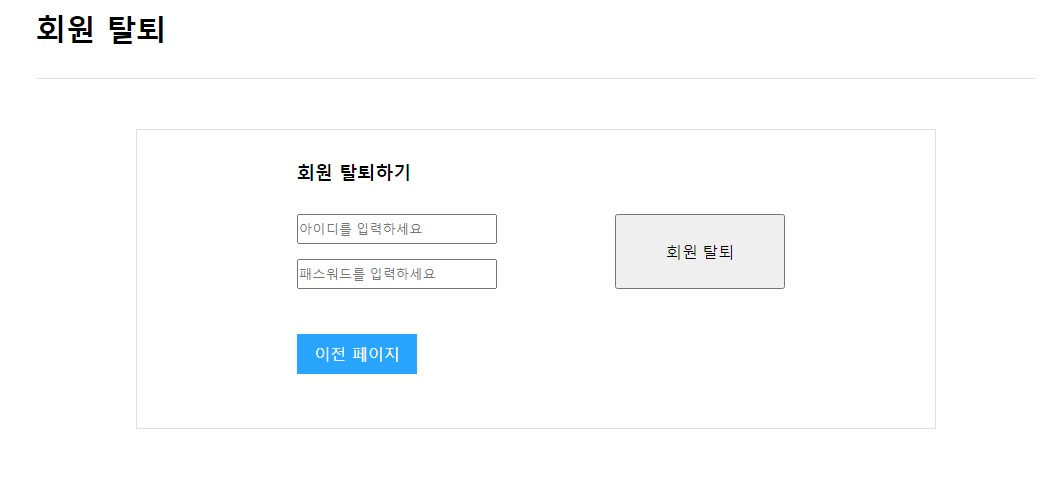 회원 탈퇴
회원 탈퇴하기
아이디를 입력하세요
패스워드를 입력하세요
회원 탈퇴
이전 페이지